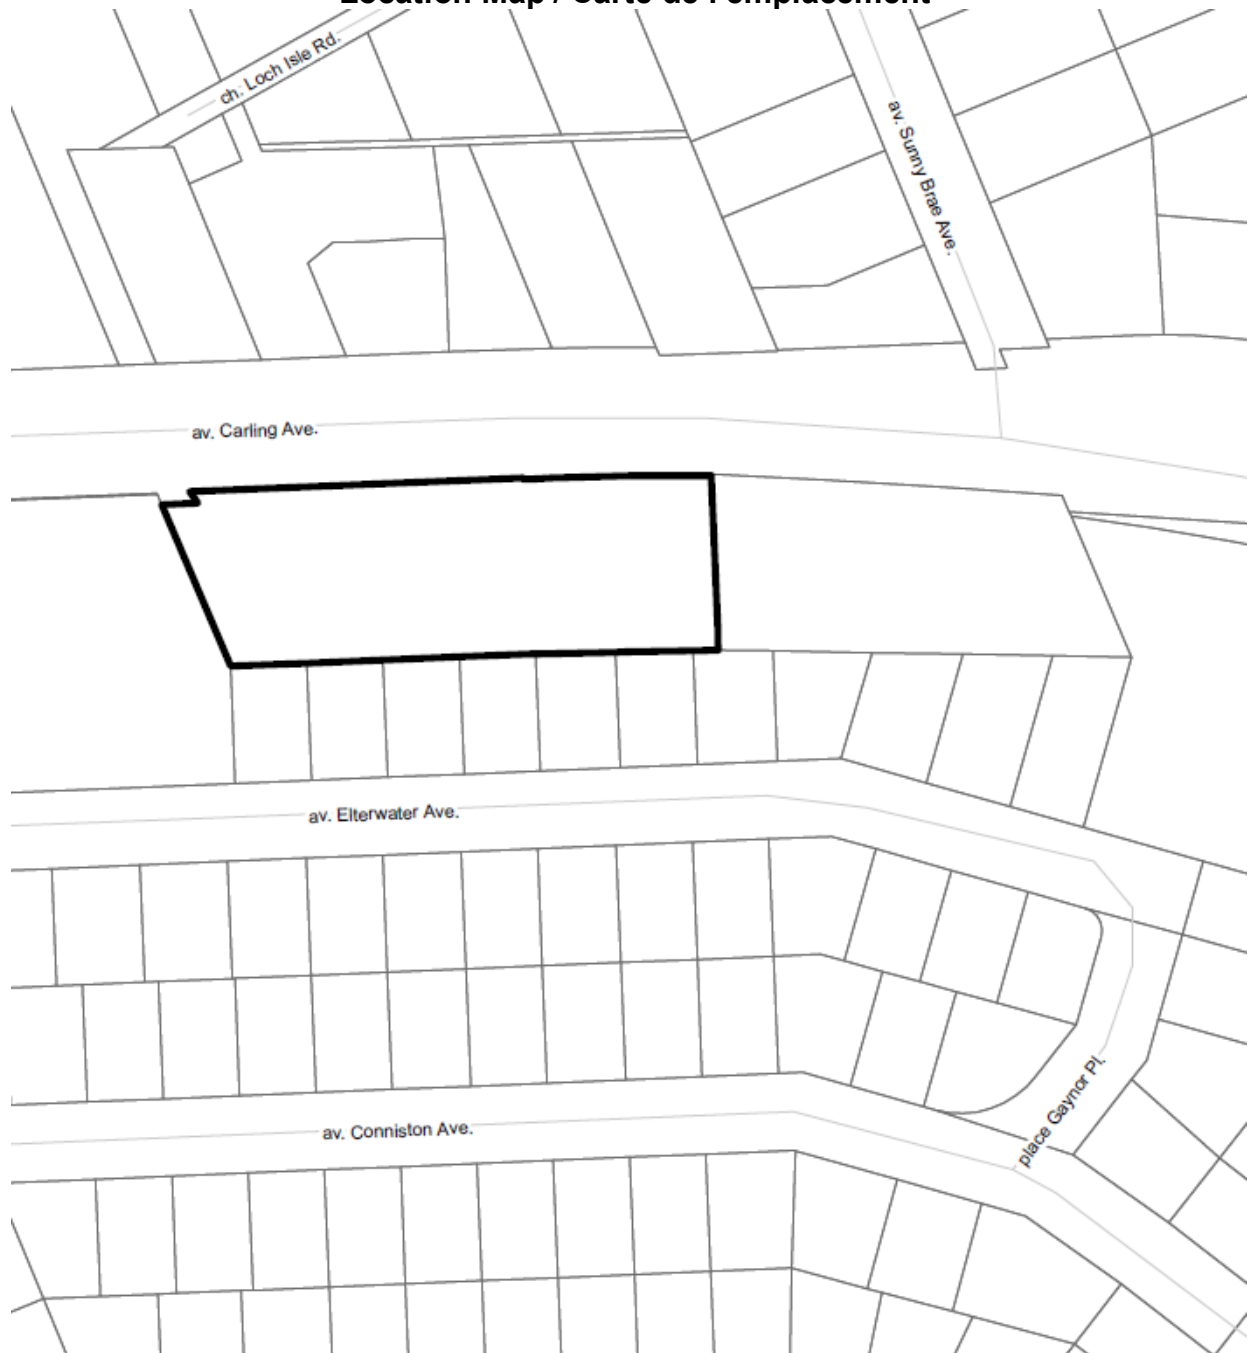 Location Map / Carte de l'emplacement
ch. Loch Isle Rd.
av. Sunny Brae Ave.
av. Carling Ave.
av. Elterwater Ave.
place Gaynor Pl.
av. Conniston Ave.